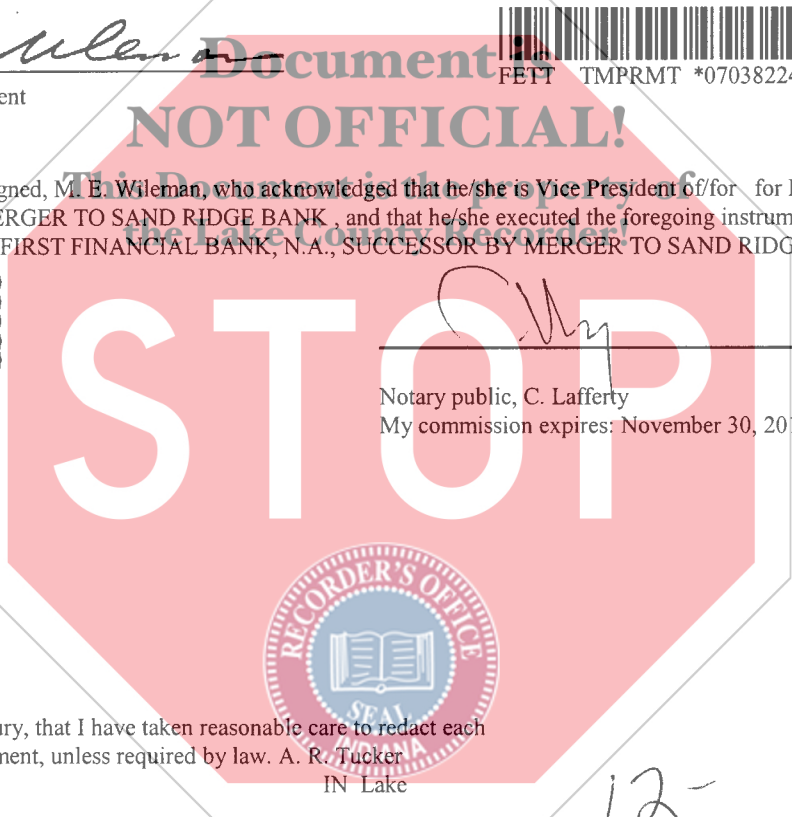 Wileman
Document is
FETT TMPRMT *07038224
ent
NOT OFFICIAL!
gned, M. E. Wileman, who acknowledged that he/she is Vice President of/for for
This Document is the property of
ERGER TO SAND RIDGE BANK , and that he/she executed the foregoing instrum
the Lake County Recorder!
FIRST FINANCIAL BANK, N.A., SUCCESSOR BY MERGER TO SAND RIDG
STOP
Notary public, C. Lafferty
My commission expires: November 30, 201
RECORDER'S OFFICE
SEAL
INDIANA
ury, that I have taken reasonable care to redact each
ment, unless required by law. A. R. Tucker
IN Lake
12-